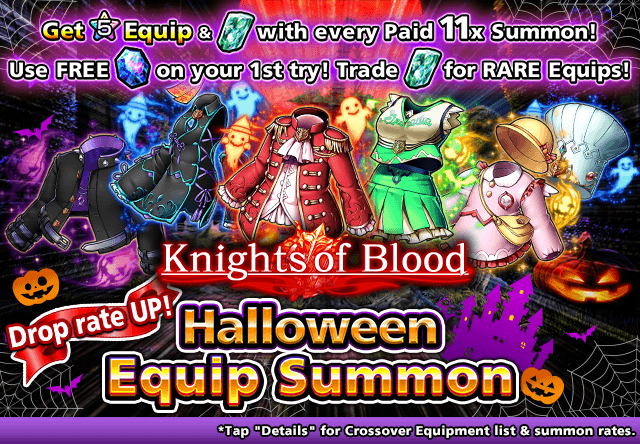 Get 5 Equip & with every Paid 11x Summon!
Use FREE on your 1st try! Trade for RARE Equips!
Knights of Blood
Drop rate UP!
Halloween
Equip Summon
*Tap "Details" for Crossover Equipment list & summon rates.